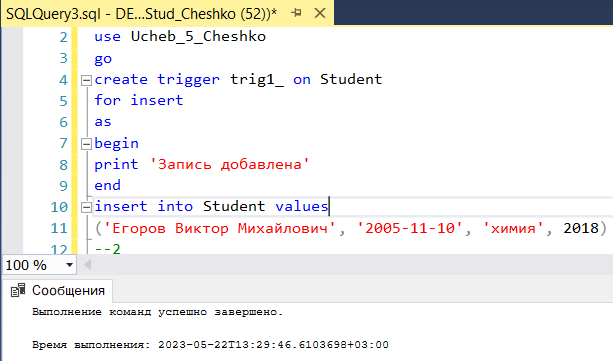 SQLQuery3.sql - DE...Stud_Cheshko (52))*
2 use Ucheb_5_Cheshko
3 go
4 create trigger trig1_ on Student
5 for insert
6 as
7 begin
8 print 'Запись добавлена'
9 end
10 insert into Student values
11 ('Егоров Виктор Михайлович', '2005-11-10', 'химия', 2018)
12 --2
100 %
Сообщения
Выполнение команд успешно завершено.
Время выполнения: 2023-05-22T13:29:46.6103698+03:00